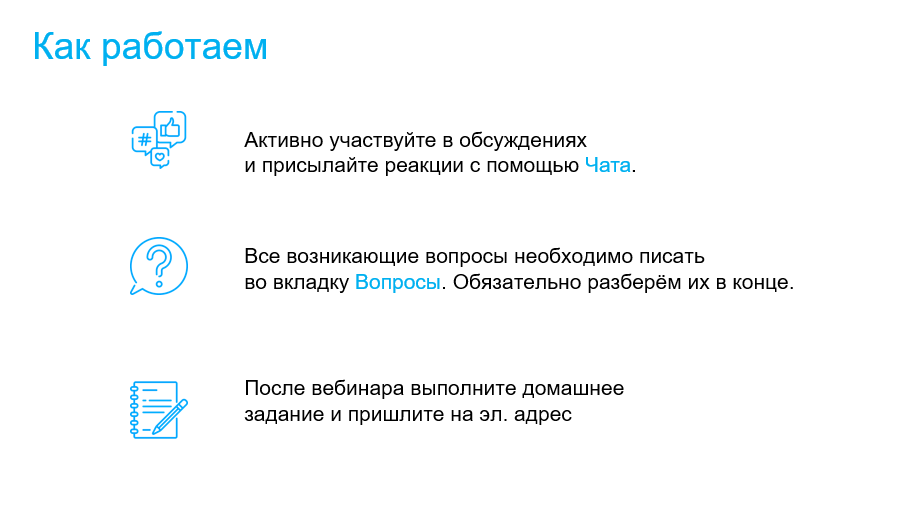 Как работаем
#
Активно участвуйте в обсуждениях
и присылайте реакции с помощью Чата.
Все возникающие вопросы необходимо писать
во вкладку Вопросы. Обязательно разберём их в конце.
После вебинара выполните домашнее
задание и пришлите на эл. адрес